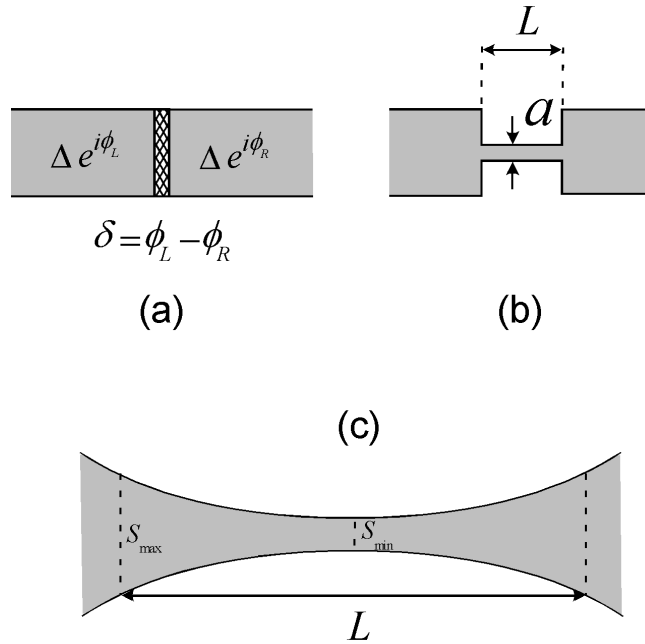 L
a
Δ e^{iϕ_L} Δ e^{iϕ_R}
δ = ϕ_L − ϕ_R
(a) (b)
(c)
S_max S_min
L